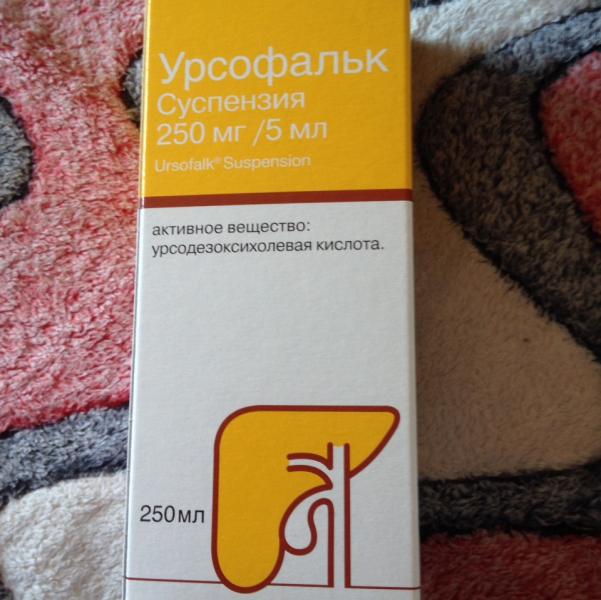 Урсофальк
Суспензия
250 мг /5 мл
Ursofalk® Suspension
активное вещество:
урсодезоксихолевая кислота.
250мл